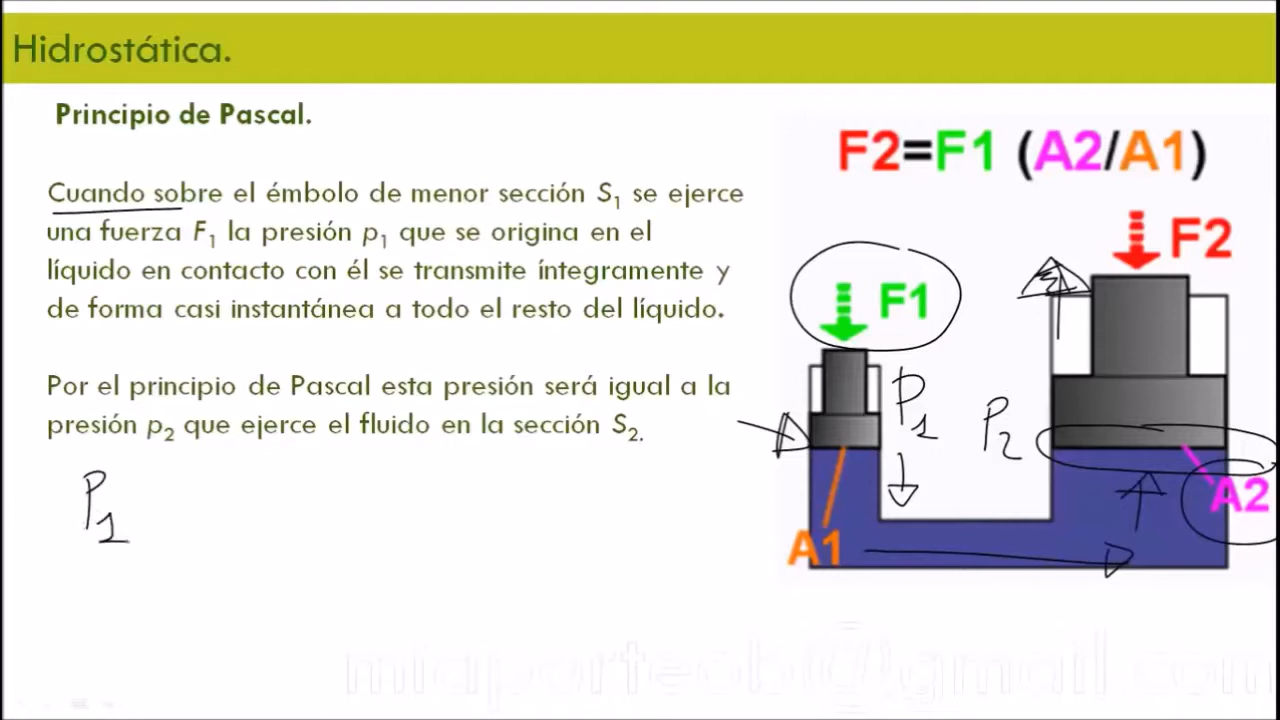 Hidrostática.
Principio de Pascal.
Cuando sobre el émbolo de menor sección S₁ se ejerce
una fuerza F₁ la presión p₁ que se origina en el
líquido en contacto con él se transmite íntegramente y
de forma casi instantánea a todo el resto del líquido.
Por el principio de Pascal esta presión será igual a la
presión p₂ que ejerce el fluido en la sección S₂.
P₁
F2=F1 (A2/A1)
F2
F1
P₁
P₂
A2
A1